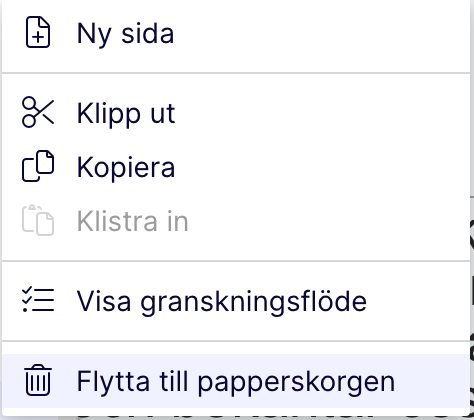 Ny sida
Klipp ut
Kopiera
Klistra in
Visa granskningsflöde
Flytta till papperskorgen